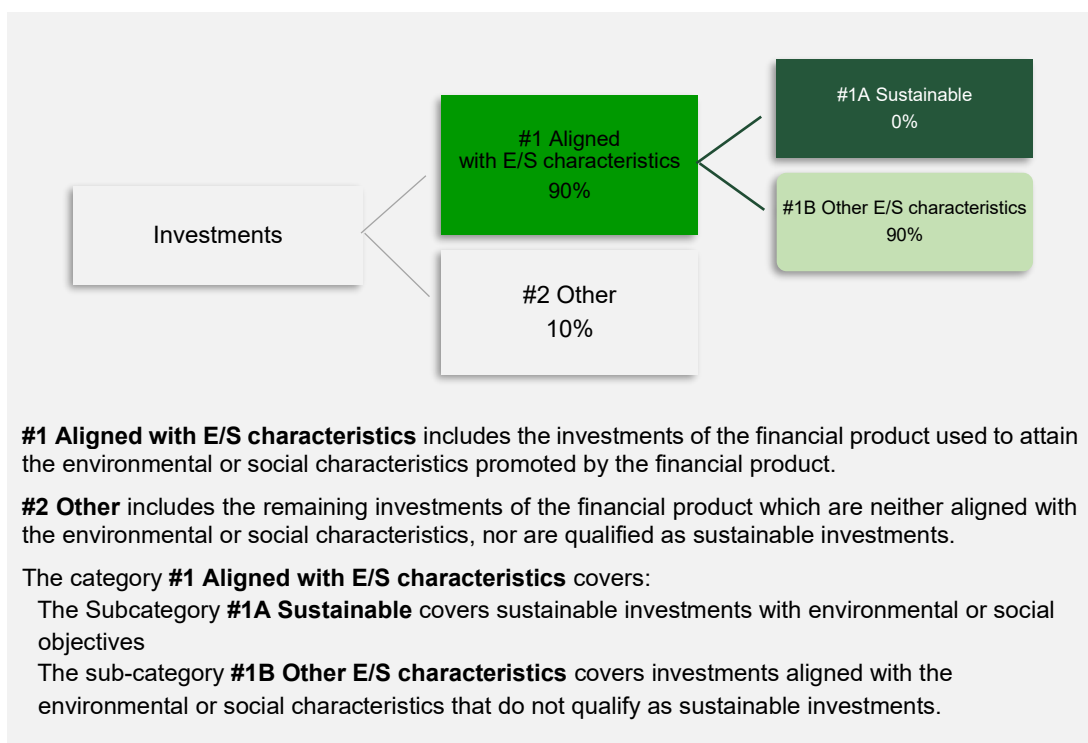 #1A Sustainable
0%
#1 Aligned
with E/S characteristics
90%
#1B Other E/S characteristics
90%
Investments
#2 Other
10%
#1 Aligned with E/S characteristics includes the investments of the financial product used to attain
the environmental or social characteristics promoted by the financial product.
#2 Other includes the remaining investments of the financial product which are neither aligned with
the environmental or social characteristics, nor are qualified as sustainable investments.
The category #1 Aligned with E/S characteristics covers:
The Subcategory #1A Sustainable covers sustainable investments with environmental or social
objectives
The sub-category #1B Other E/S characteristics covers investments aligned with the
environmental or social characteristics that do not qualify as sustainable investments.